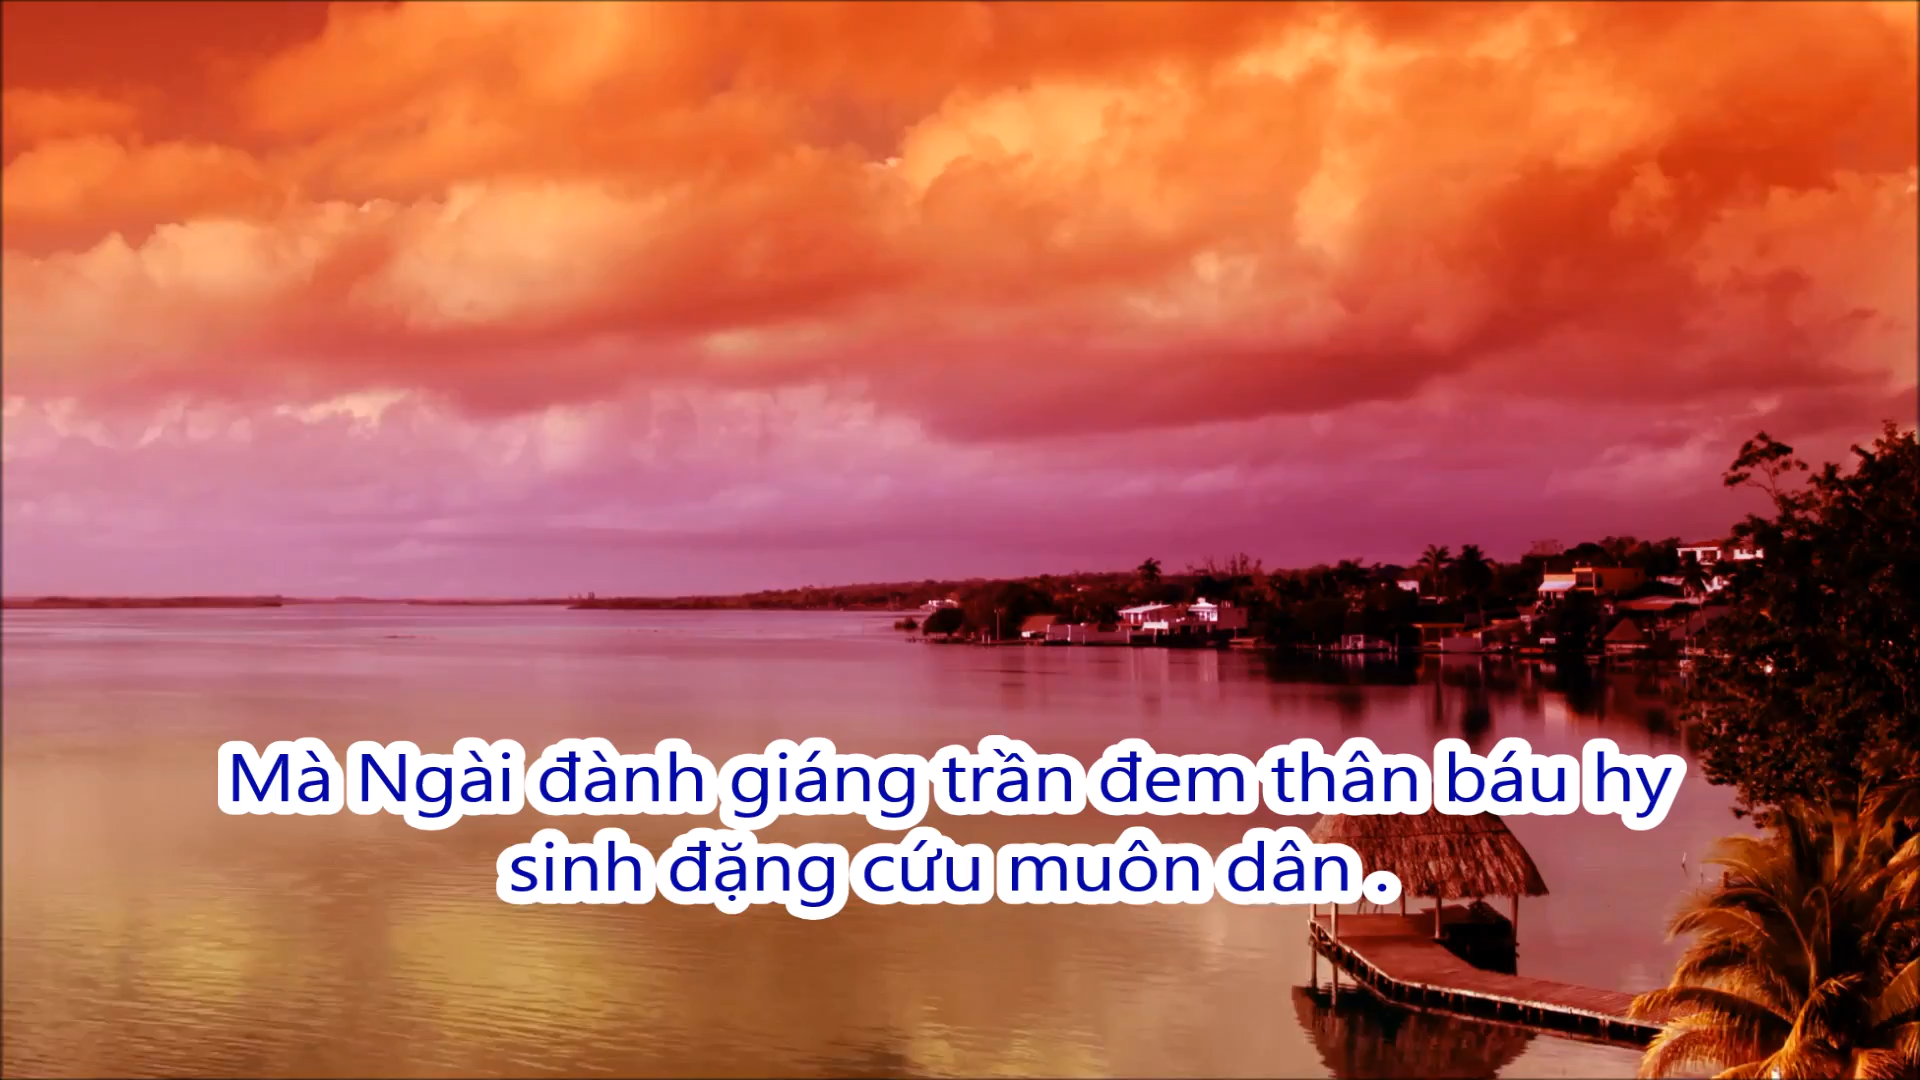 Mà Ngài đành giáng trần đem thân báu hy
sinh đặng cứu muôn dân.